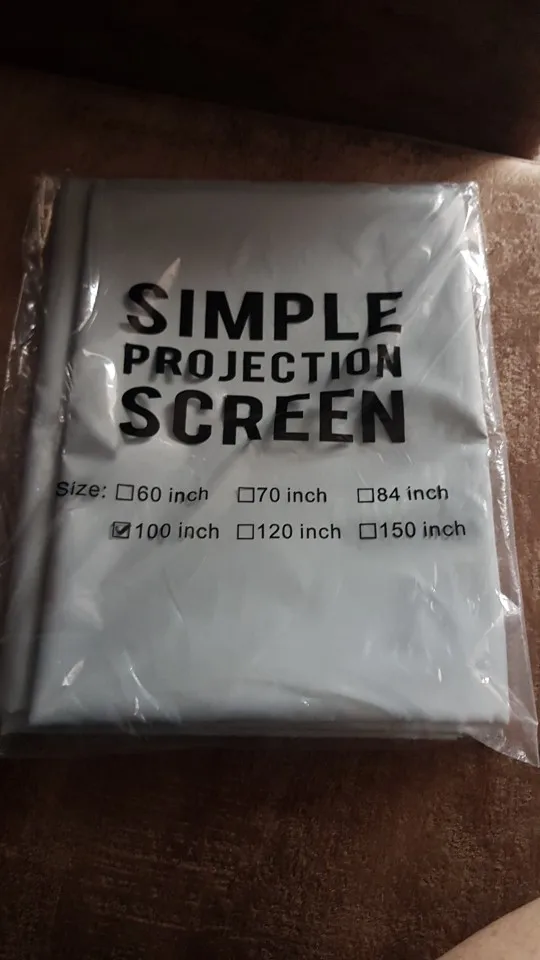 SIMPLE
PROJECTION
SCREEN
Size: ☐60 inch ☐70 inch ☐84 inch
☑100 inch ☐120 inch ☐150 inch